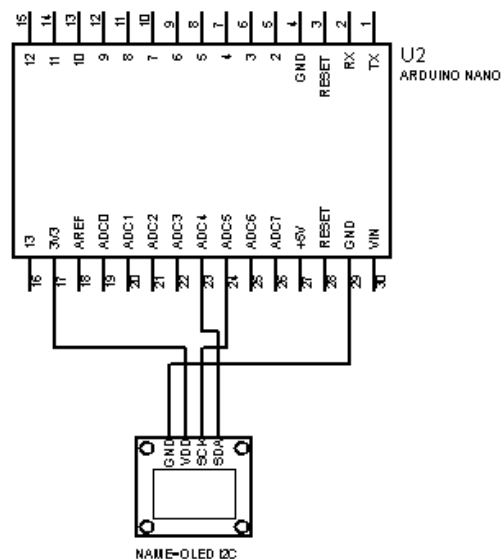 15 14 13 12 11 10 9 8 7 6 5 4 3 2 1
12 11 10 9 8 7 6 5 4 3 2 GND RESET RX TX
U2
ARDUINO NANO
13 3V3 AREF ADC0 ADC1 ADC2 ADC3 ADC4 ADC5 ADC6 ADC7 +5V RESET GND VIN
16 17 18 19 20 21 22 23 24 25 26 27 28 29 30
GND VDD SCK SDA
NAME=OLED I2C